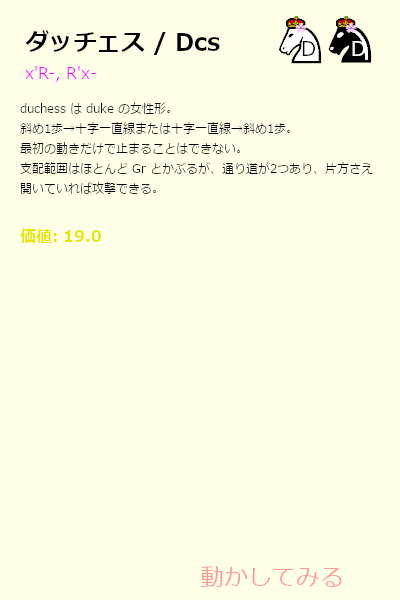 ダッチェス / Dcs
x'R-, R'x-
D D
duchess は duke の女性形。
斜め1歩→十字一直線または十字一直線→斜め1歩。
最初の動きだけで止まることはできない。
支配範囲はほとんど Gr とかぶるが、通り道が2つあり、片方さえ
開いていれば攻撃できる。
価値: 19.0
動かしてみる